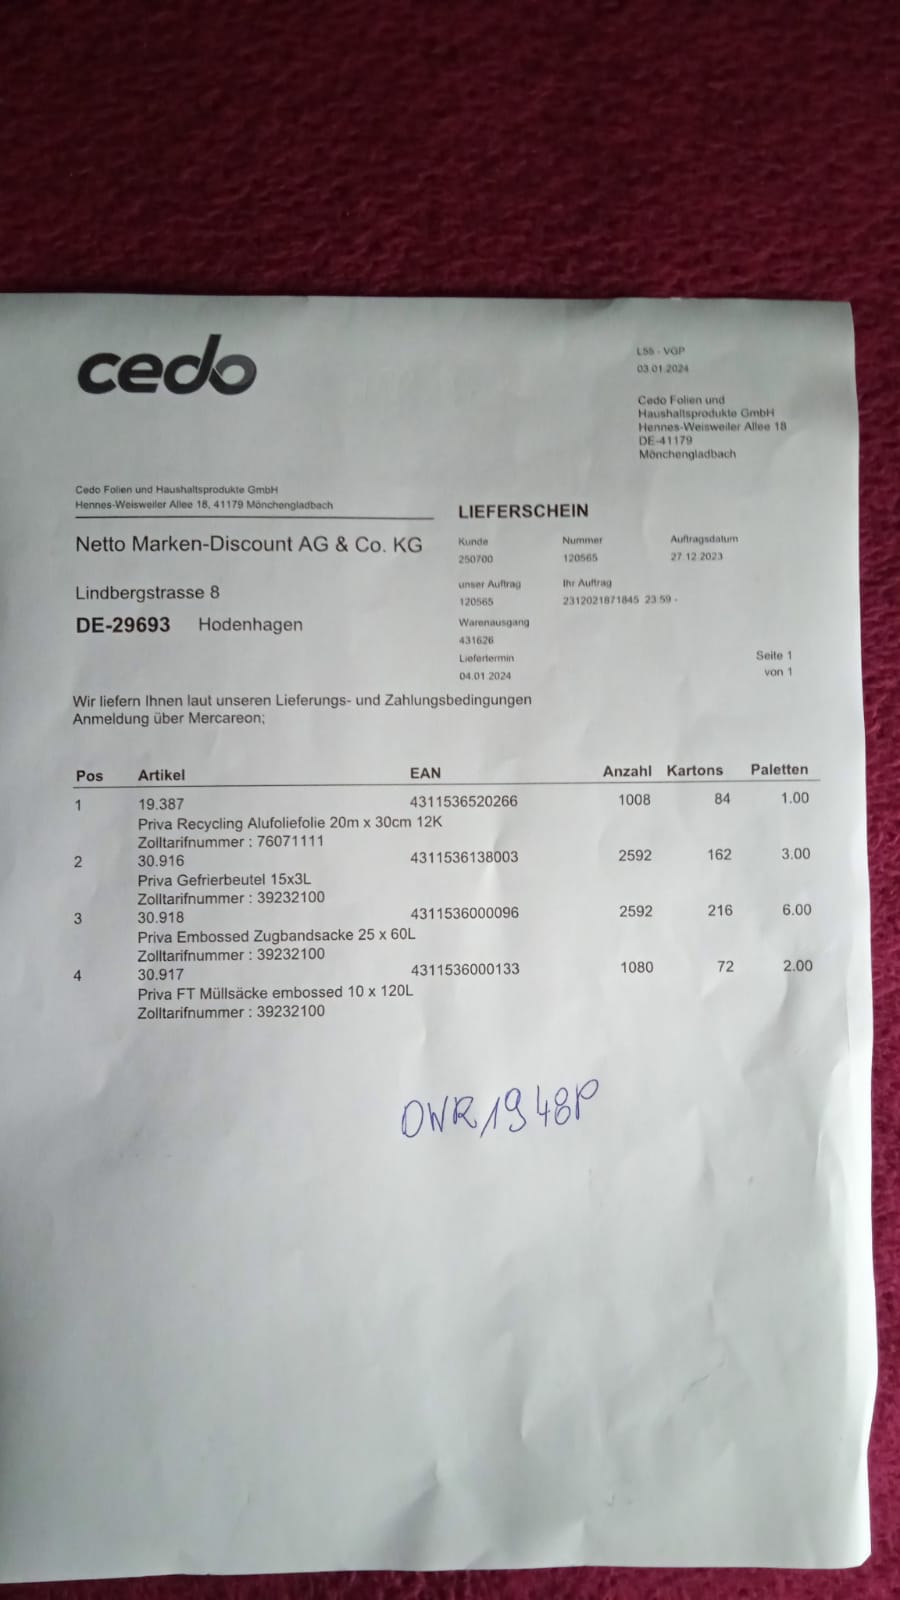 cedo
L55 - VGP
03.01.2024
Cedo Folien und
Haushaltsprodukte GmbH
Hennes-Weisweiler Allee 18
DE-41179
Mönchengladbach
Cedo Folien und Haushaltsprodukte GmbH
Hennes-Weisweiler Allee 18, 41179 Mönchengladbach
LIEFERSCHEIN
Netto Marken-Discount AG & Co. KG
Lindbergstrasse 8
DE-29693 Hodenhagen
Kunde Nummer Auftragsdatum
250700 120565 27.12.2023
unser Auftrag Ihr Auftrag
120565 2312021871845 23:59 -
Warenausgang
431626
Liefertermin
04.01.2024
Seite 1
von 1
Wir liefern Ihnen laut unseren Lieferungs- und Zahlungsbedingungen
Anmeldung über Mercareon;
Pos Artikel EAN Anzahl Kartons Paletten
1 19.387 4311536520266 1008 84 1.00
Priva Recycling Alufoliefolie 20m x 30cm 12K
Zolltarifnummer : 76071111
2 30.916 4311536138003 2592 162 3.00
Priva Gefrierbeutel 15x3L
Zolltarifnummer : 39232100
3 30.918 4311536000096 2592 216 6.00
Priva Embossed Zugbandsacke 25 x 60L
Zolltarifnummer : 39232100
4 30.917 4311536000133 1080 72 2.00
Priva FT Müllsäcke embossed 10 x 120L
Zolltarifnummer : 39232100
DWR1948P